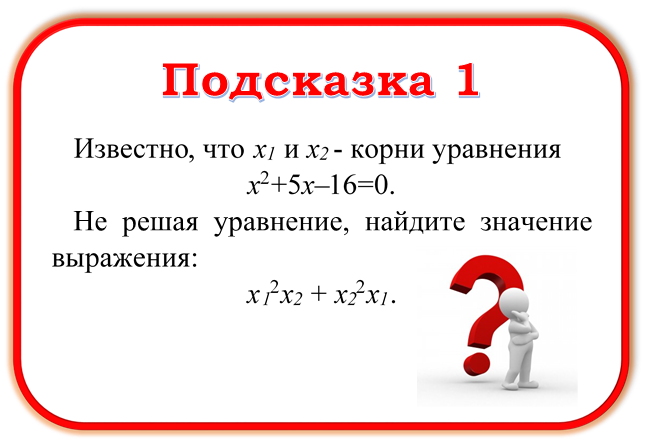 Подсказка 1
Известно, что x₁ и x₂ - корни уравнения
x²+5x–16=0.
Не решая уравнение, найдите значение
выражения:
x₁²x₂ + x₂²x₁.